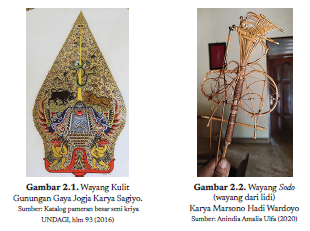 Gambar 2.1. Wayang Kulit
Gunungan Gaya Jogja Karya Sagiyo.
Sumber: Katalog pameran besar seni kriya
UNDAGI, hlm 93 (2016)
Gambar 2.2. Wayang Sodo
(wayang dari lidi)
Karya Marsono Hadi Wardoyo
Sumber: Anindia Amalia Ulfa (2020)